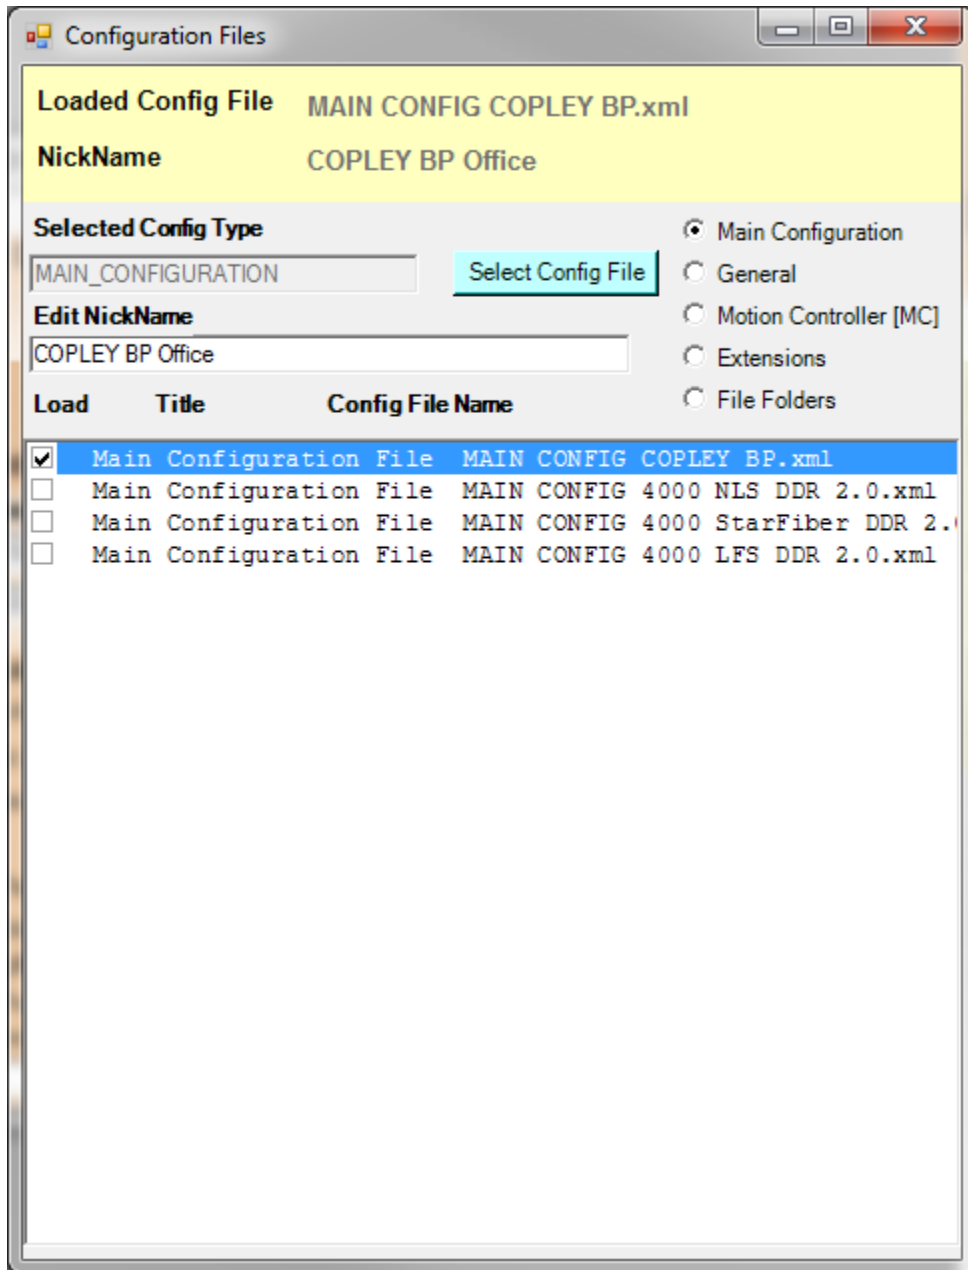 Configuration Files
Loaded Config File MAIN CONFIG COPLEY BP.xml
NickName COPLEY BP Office
Selected Config Type
Main Configuration
MAIN_CONFIGURATION Select Config File General
Edit NickName Motion Controller [MC]
COPLEY BP Office Extensions
Load Title Config File Name File Folders
Main Configuration File MAIN CONFIG COPLEY BP.xml
Main Configuration File MAIN CONFIG 4000 NLS DDR 2.0.xml
Main Configuration File MAIN CONFIG 4000 StarFiber DDR 2.
Main Configuration File MAIN CONFIG 4000 LFS DDR 2.0.xml